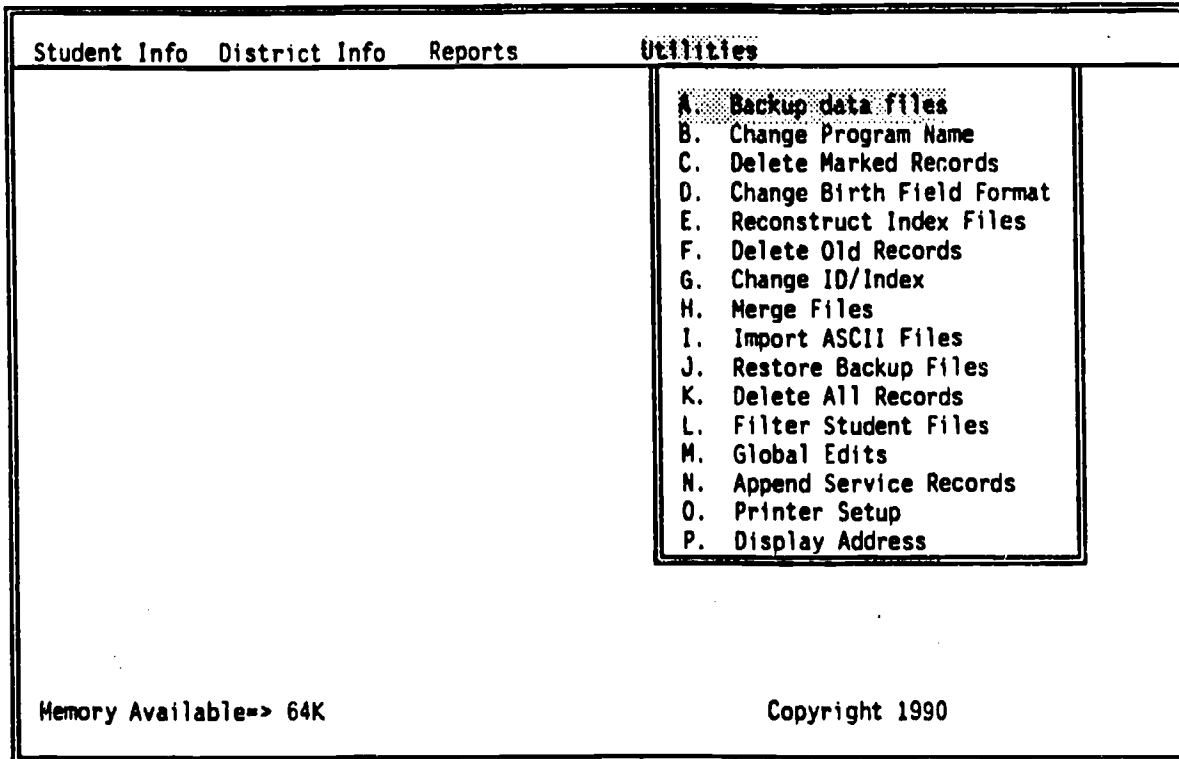 Student Info District Info Reports Utilities
A. Backup data files
B. Change Program Name
C. Delete Marked Records
D. Change Birth Field Format
E. Reconstruct Index Files
F. Delete Old Records
G. Change ID/Index
H. Merge Files
I. Import ASCII Files
J. Restore Backup Files
K. Delete All Records
L. Filter Student Files
M. Global Edits
N. Append Service Records
O. Printer Setup
P. Display Address
Memory Available=> 64K Copyright 1990